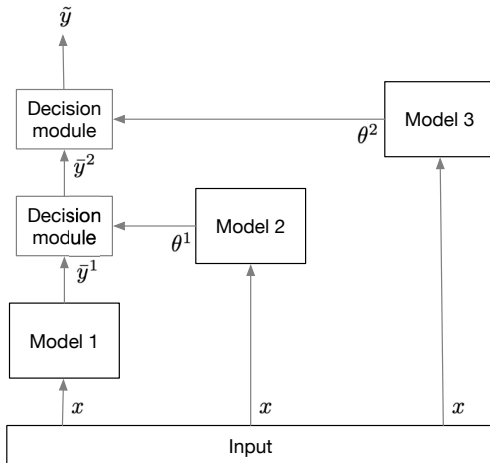 ỹ
Decision
module
θ²
Model 3
ȳ²
Decision
module
θ¹
Model 2
ȳ¹
Model 1
x
x
x
Input